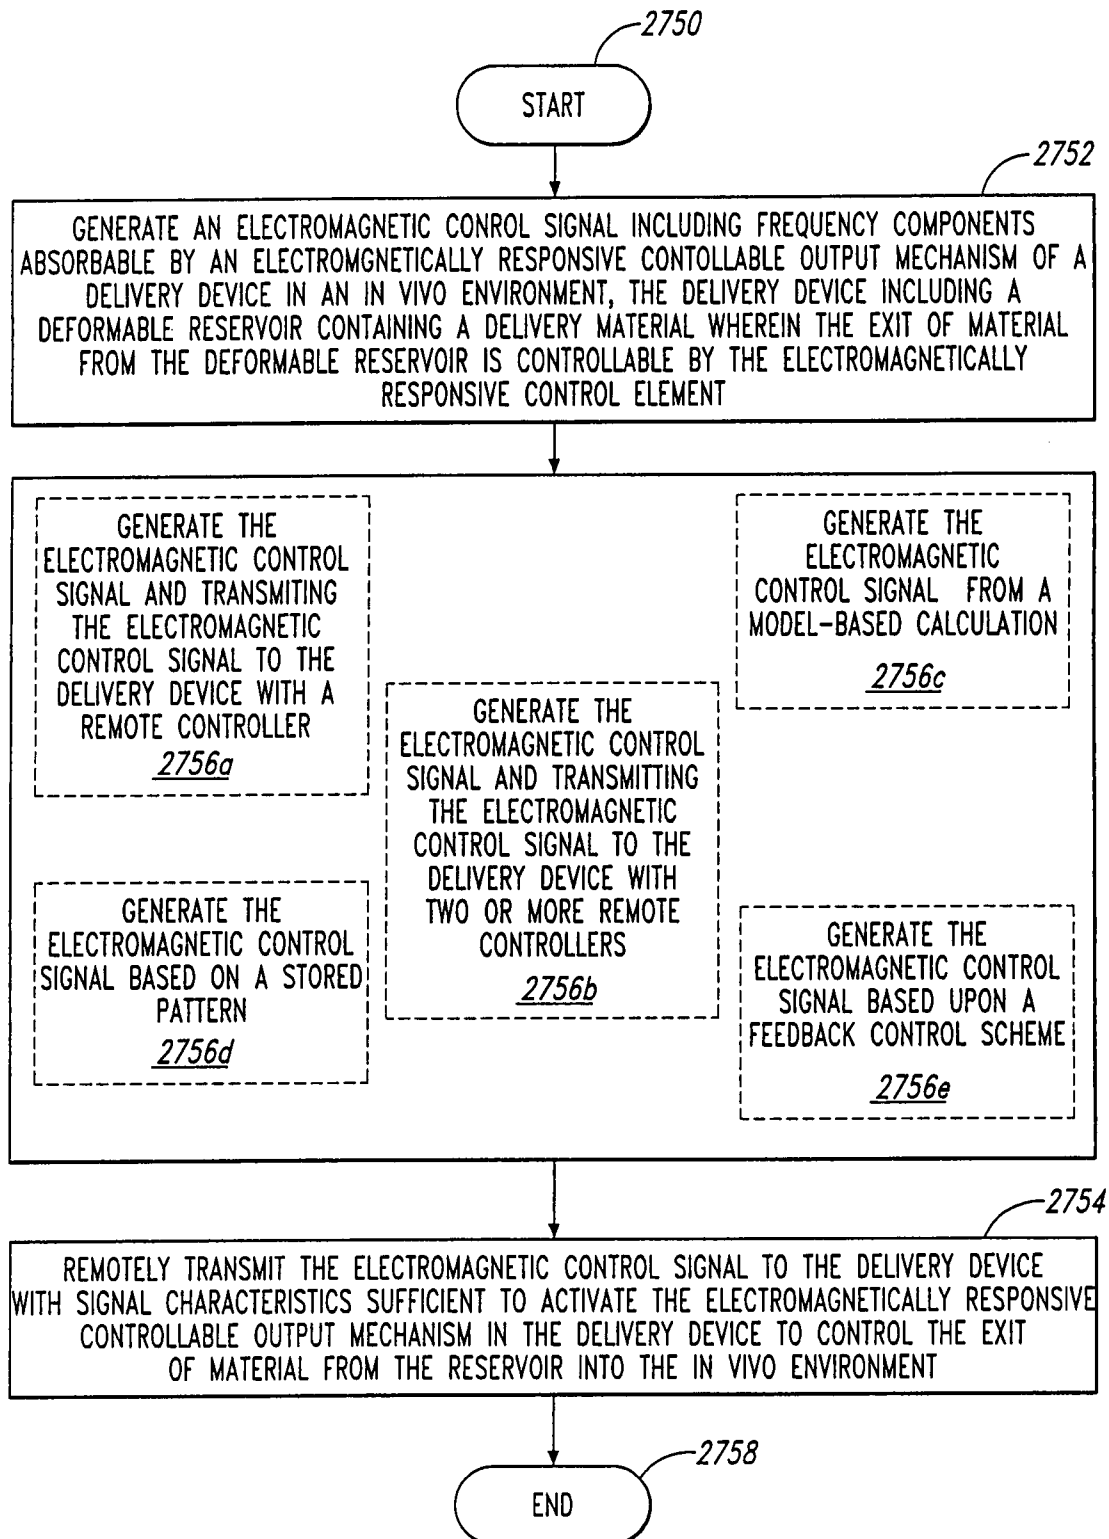 2750
START
2752
GENERATE AN ELECTROMAGNETIC CONROL SIGNAL INCLUDING FREQUENCY COMPONENTS
ABSORBABLE BY AN ELECTROMGNETICALLY RESPONSIVE CONTOLLABLE OUTPUT MECHANISM OF A
DELIVERY DEVICE IN AN IN VIVO ENVIRONMENT, THE DELIVERY DEVICE INCLUDING A
DEFORMABLE RESERVOIR CONTAINING A DELIVERY MATERIAL WHEREIN THE EXIT OF MATERIAL
FROM THE DEFORMABLE RESERVOIR IS CONTROLLABLE BY THE ELECTROMAGNETICALLY
RESPONSIVE CONTROL ELEMENT
GENERATE THE
ELECTROMAGNETIC CONTROL
SIGNAL AND TRANSMITING
THE ELECTROMAGNETIC
CONTROL SIGNAL TO THE
DELIVERY DEVICE WITH A
REMOTE CONTROLLER
2756a
GENERATE THE
ELECTROMAGNETIC CONTROL
SIGNAL AND TRANSMITTING
THE ELECTROMAGNETIC
CONTROL SIGNAL TO THE
DELIVERY DEVICE WITH
TWO OR MORE REMOTE
CONTROLLERS
2756b
GENERATE THE
ELECTROMAGNETIC
CONTROL SIGNAL FROM A
MODEL-BASED CALCULATION
2756c
GENERATE THE
ELECTROMAGNETIC CONTROL
SIGNAL BASED ON A STORED
PATTERN
2756d
GENERATE THE
ELECTROMAGNETIC CONTROL
SIGNAL BASED UPON A
FEEDBACK CONTROL SCHEME
2756e
2754
REMOTELY TRANSMIT THE ELECTROMAGNETIC CONTROL SIGNAL TO THE DELIVERY DEVICE
WITH SIGNAL CHARACTERISTICS SUFFICIENT TO ACTIVATE THE ELECTROMAGNETICALLY RESPONSIVE
CONTROLLABLE OUTPUT MECHANISM IN THE DELIVERY DEVICE TO CONTROL THE EXIT
OF MATERIAL FROM THE RESERVOIR INTO THE IN VIVO ENVIRONMENT
2758
END